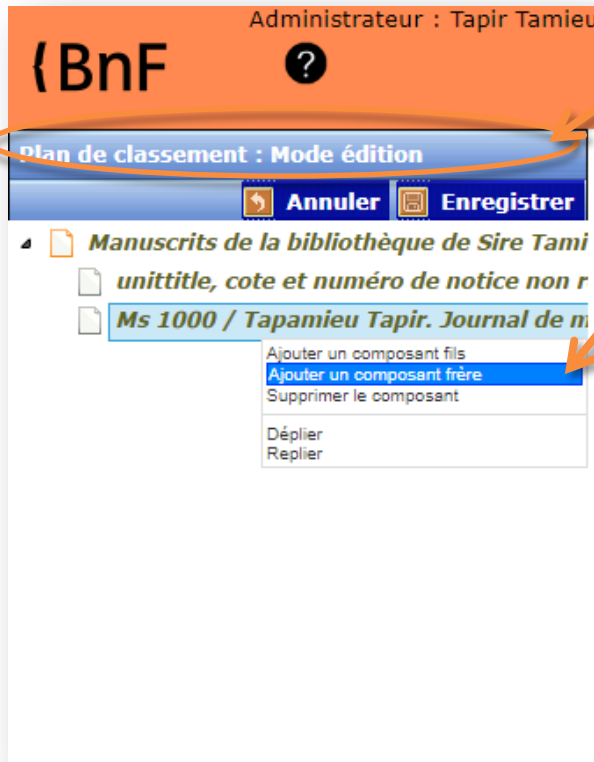 Administrateur : Tapir Tamieu
{BnF
?
Plan de classement : Mode édition
Annuler Enregistrer
Manuscrits de la bibliothèque de Sire Tami
unittitle, cote et numéro de notice non r
Ms 1000 / Tapamieu Tapir. Journal de m
Ajouter un composant fils
Ajouter un composant frère
Supprimer le composant
Déplier
Replier